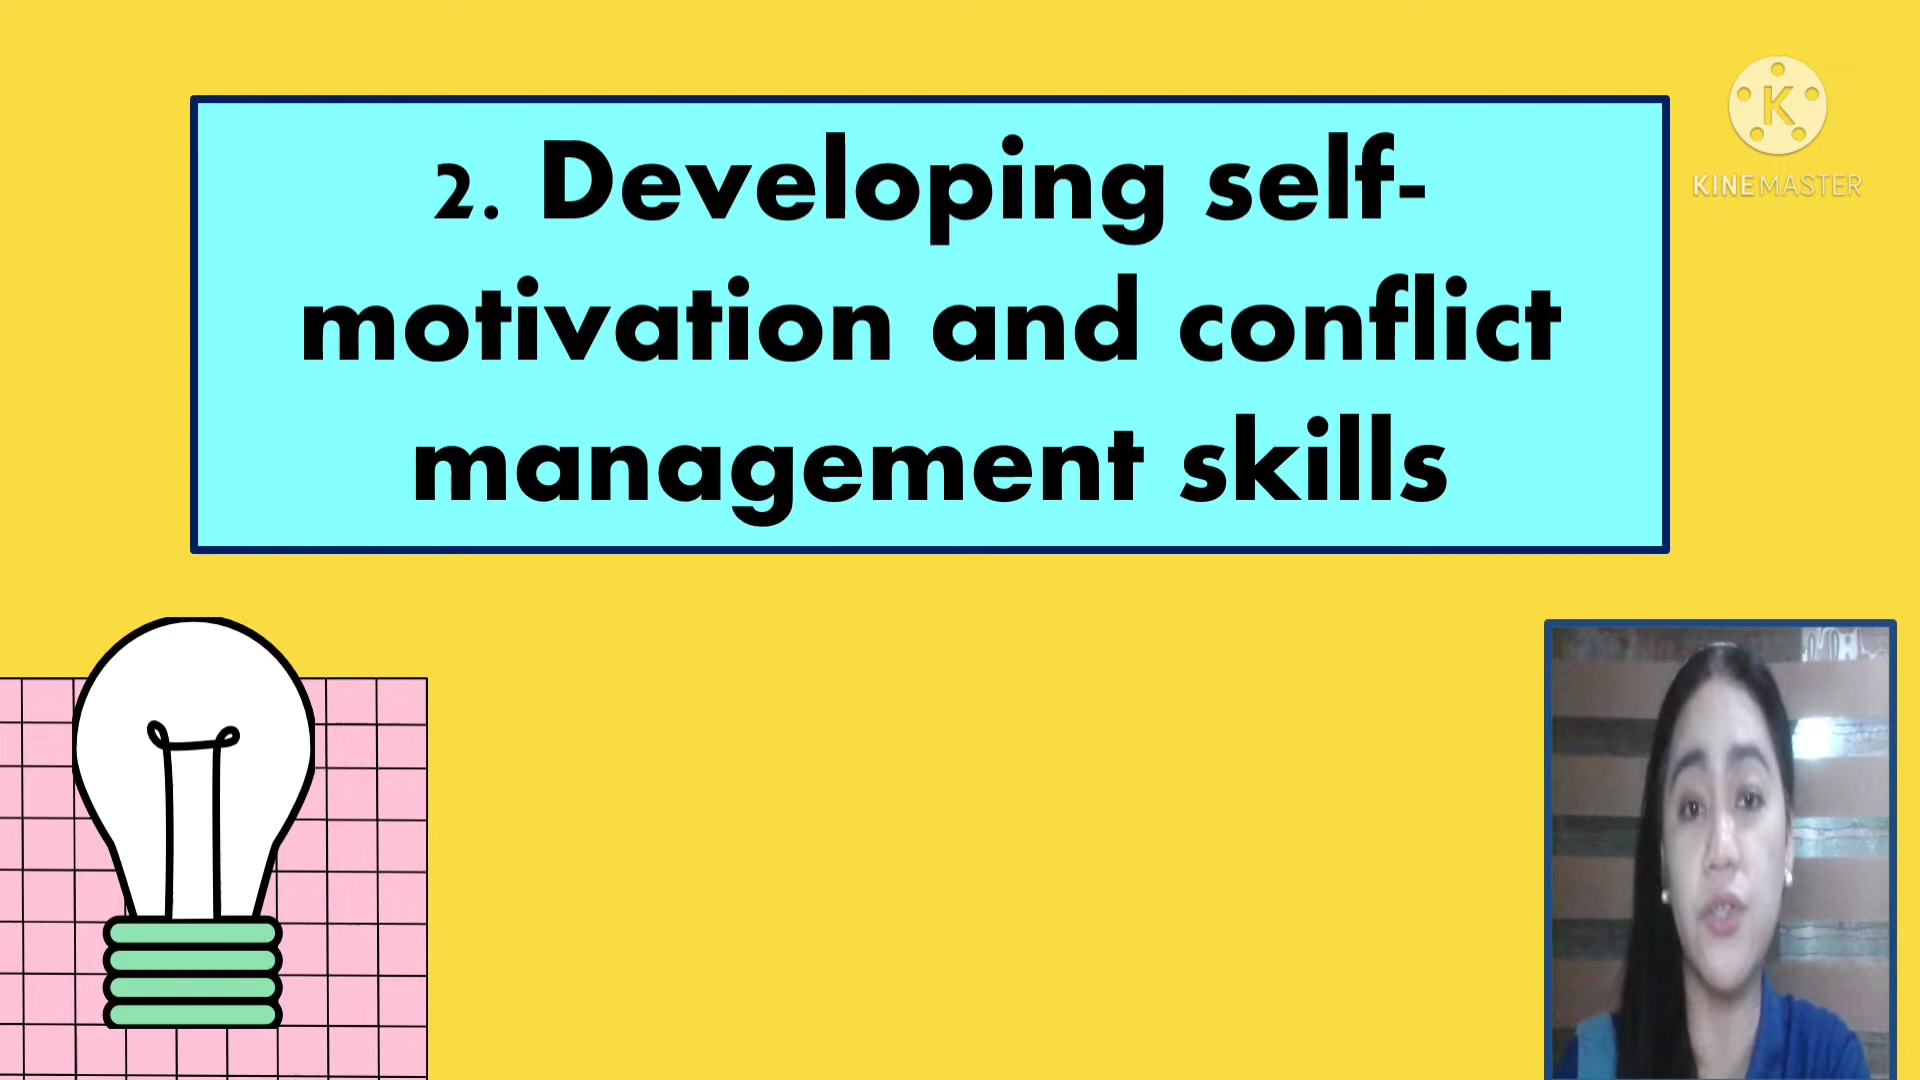 2. Developing self-
motivation and conflict
management skills
K
KINEMASTER